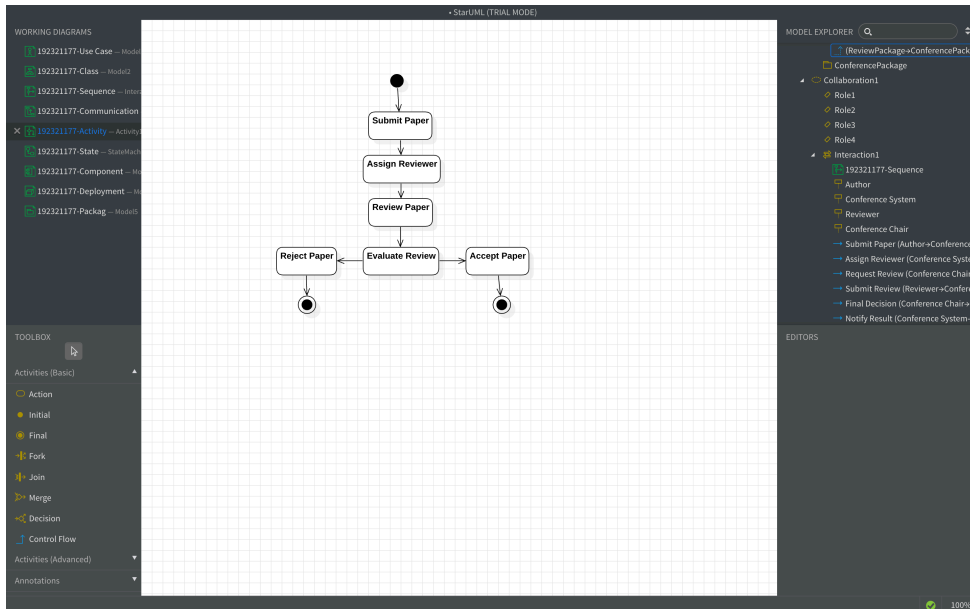 • StarUML (TRIAL MODE)
WORKING DIAGRAMS
192321177-Use Case — Model
192321177-Class — Model2
192321177-Sequence — Inter
192321177-Communication
192321177-Activity — Activity1
192321177-State — StateMach
192321177-Component — Mo
192321177-Deployment — Mo
192321177-Packag — Model5
TOOLBOX
Activities (Basic)
Action
Initial
Final
Fork
Join
Merge
Decision
Control Flow
Activities (Advanced)
Annotations
Submit Paper
Assign Reviewer
Review Paper
Reject Paper
Evaluate Review
Accept Paper
MODEL EXPLORER
(ReviewPackage→ConferencePack
ConferencePackage
Collaboration1
Role1
Role2
Role3
Role4
Interaction1
192321177-Sequence
Author
Conference System
Reviewer
Conference Chair
Submit Paper (Author→Conference
Assign Reviewer (Conference Syste
Request Review (Conference Chair
Submit Review (Reviewer→Confer
Final Decision (Conference Chair→
Notify Result (Conference System→
EDITORS
100%